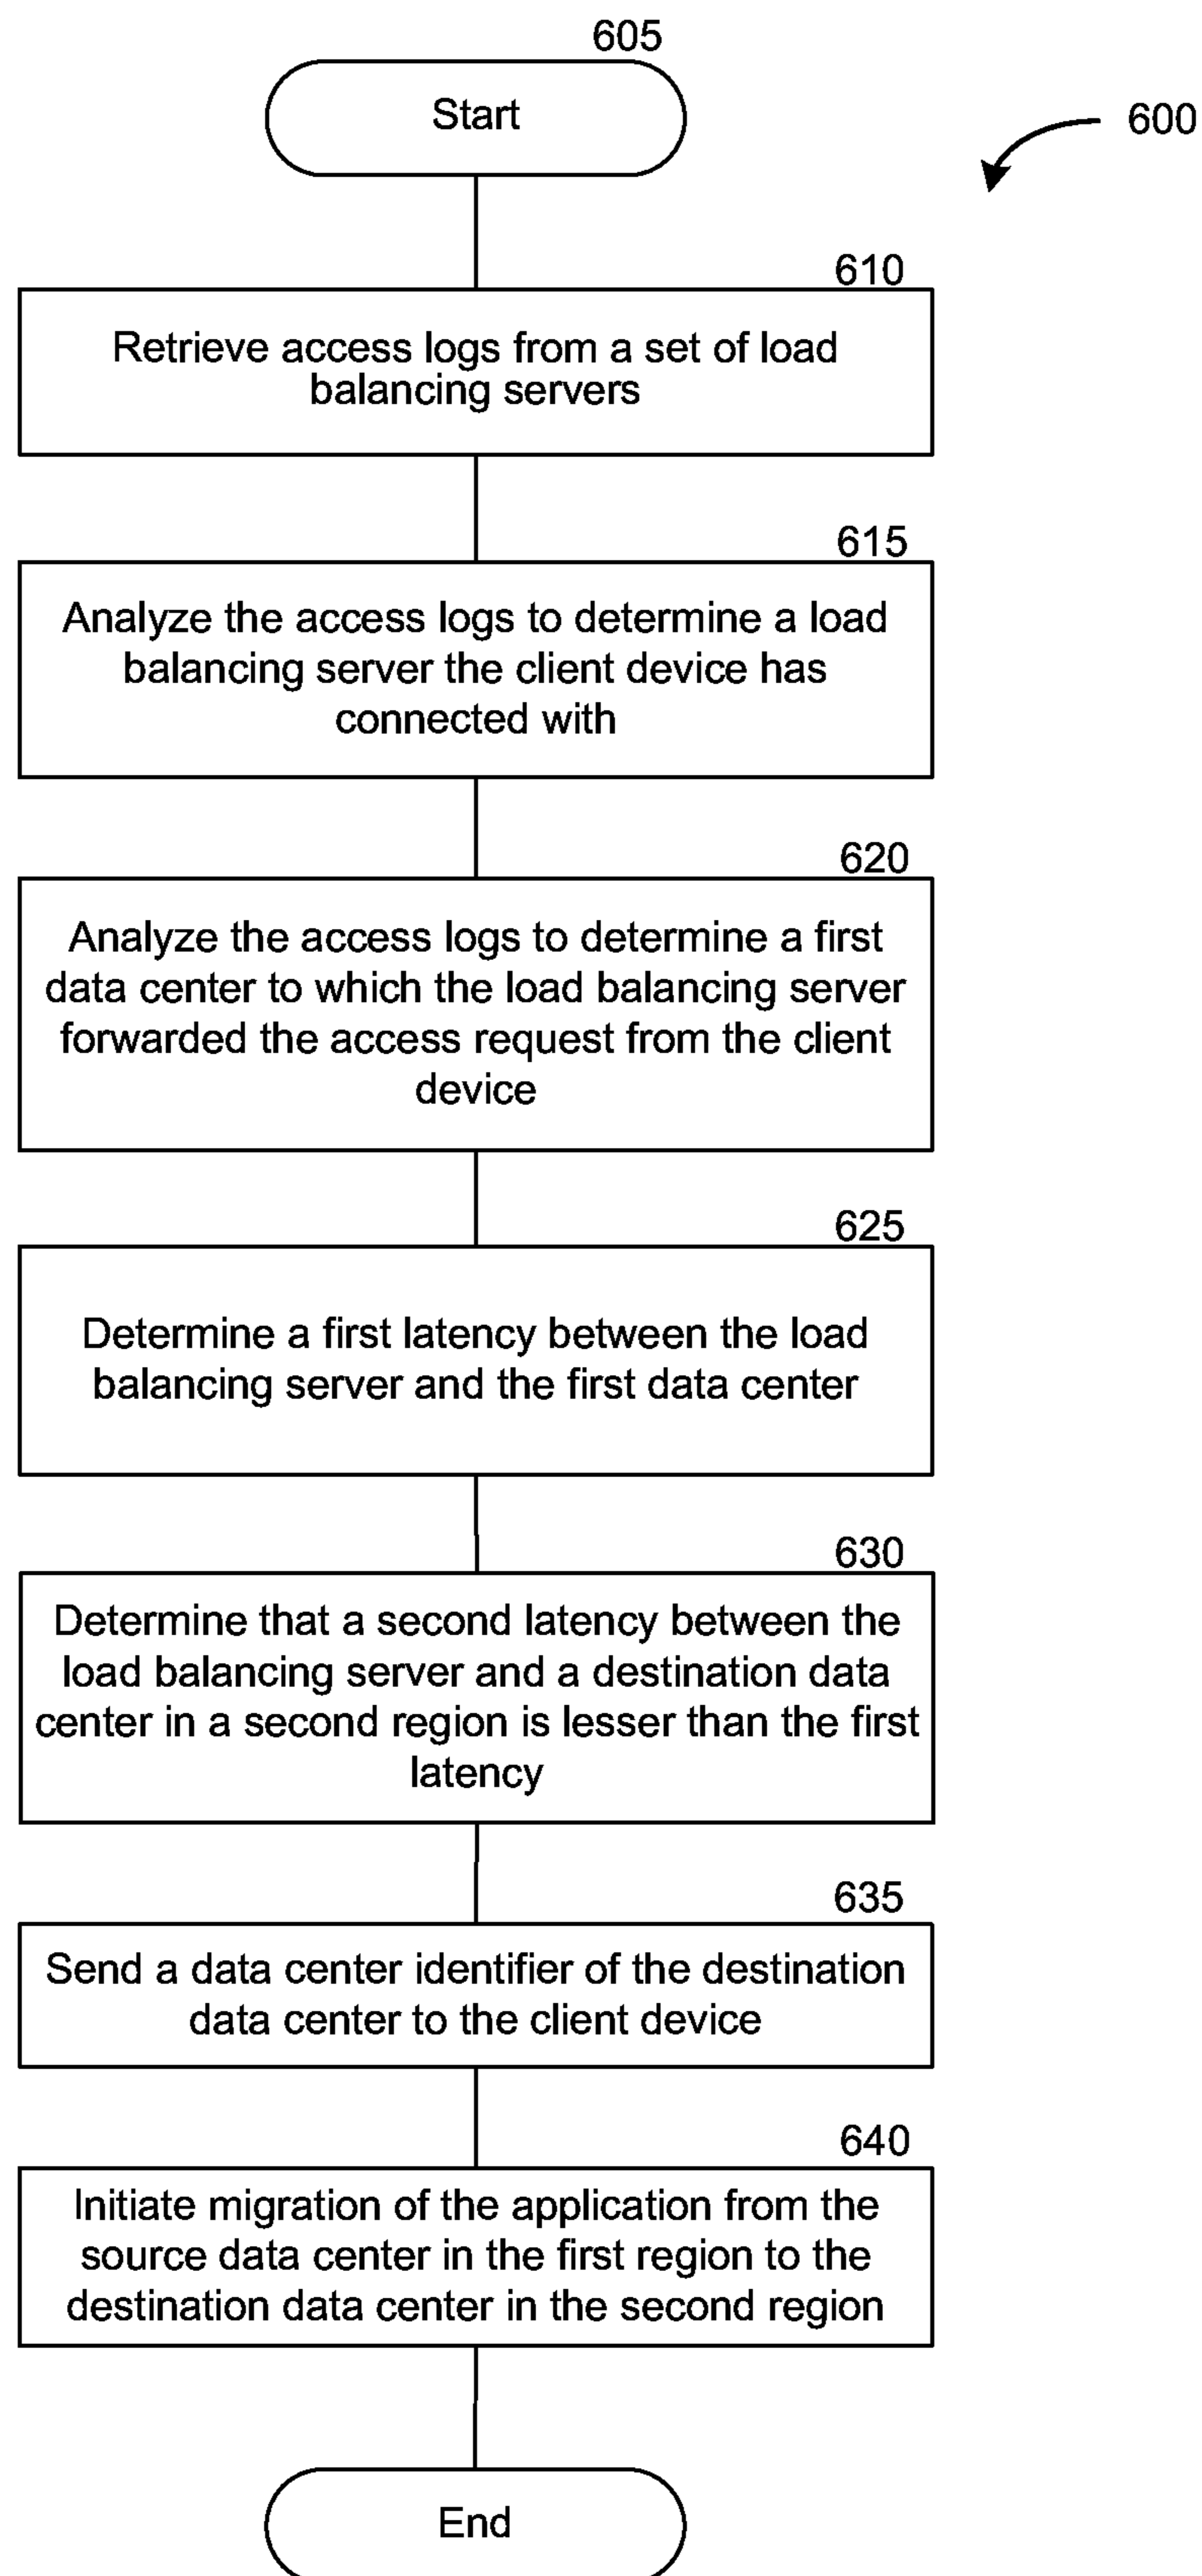 605
Start
600
610
Retrieve access logs from a set of load
balancing servers
615
Analyze the access logs to determine a load
balancing server the client device has
connected with
620
Analyze the access logs to determine a first
data center to which the load balancing server
forwarded the access request from the client
device
625
Determine a first latency between the load
balancing server and the first data center
630
Determine that a second latency between the
load balancing server and a destination data
center in a second region is lesser than the first
latency
635
Send a data center identifier of the destination
data center to the client device
640
Initiate migration of the application from the
source data center in the first region to the
destination data center in the second region
End